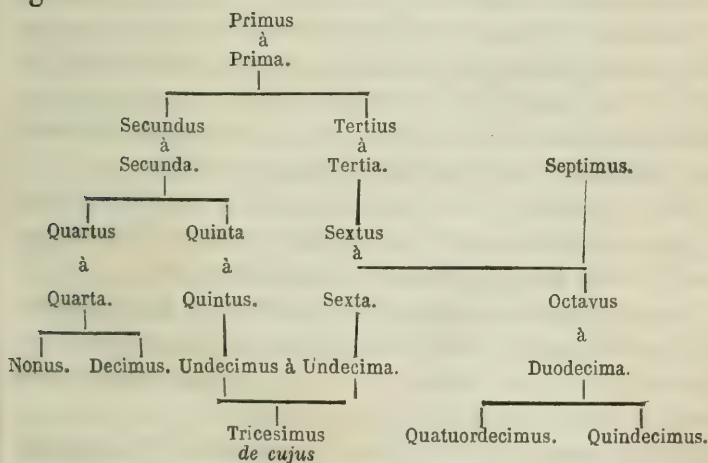 Primus
à
Prima.
Secundus Tertius
à à
Secunda. Tertia. Septimus.
Quartus Quinta Sextus
à à à
Quarta. Quintus. Sexta. Octavus
à
Nonus. Decimus. Undecimus à Undecima. Duodecima.
Tricesimus Quatuordecimus. Quindecimus.
de cujus